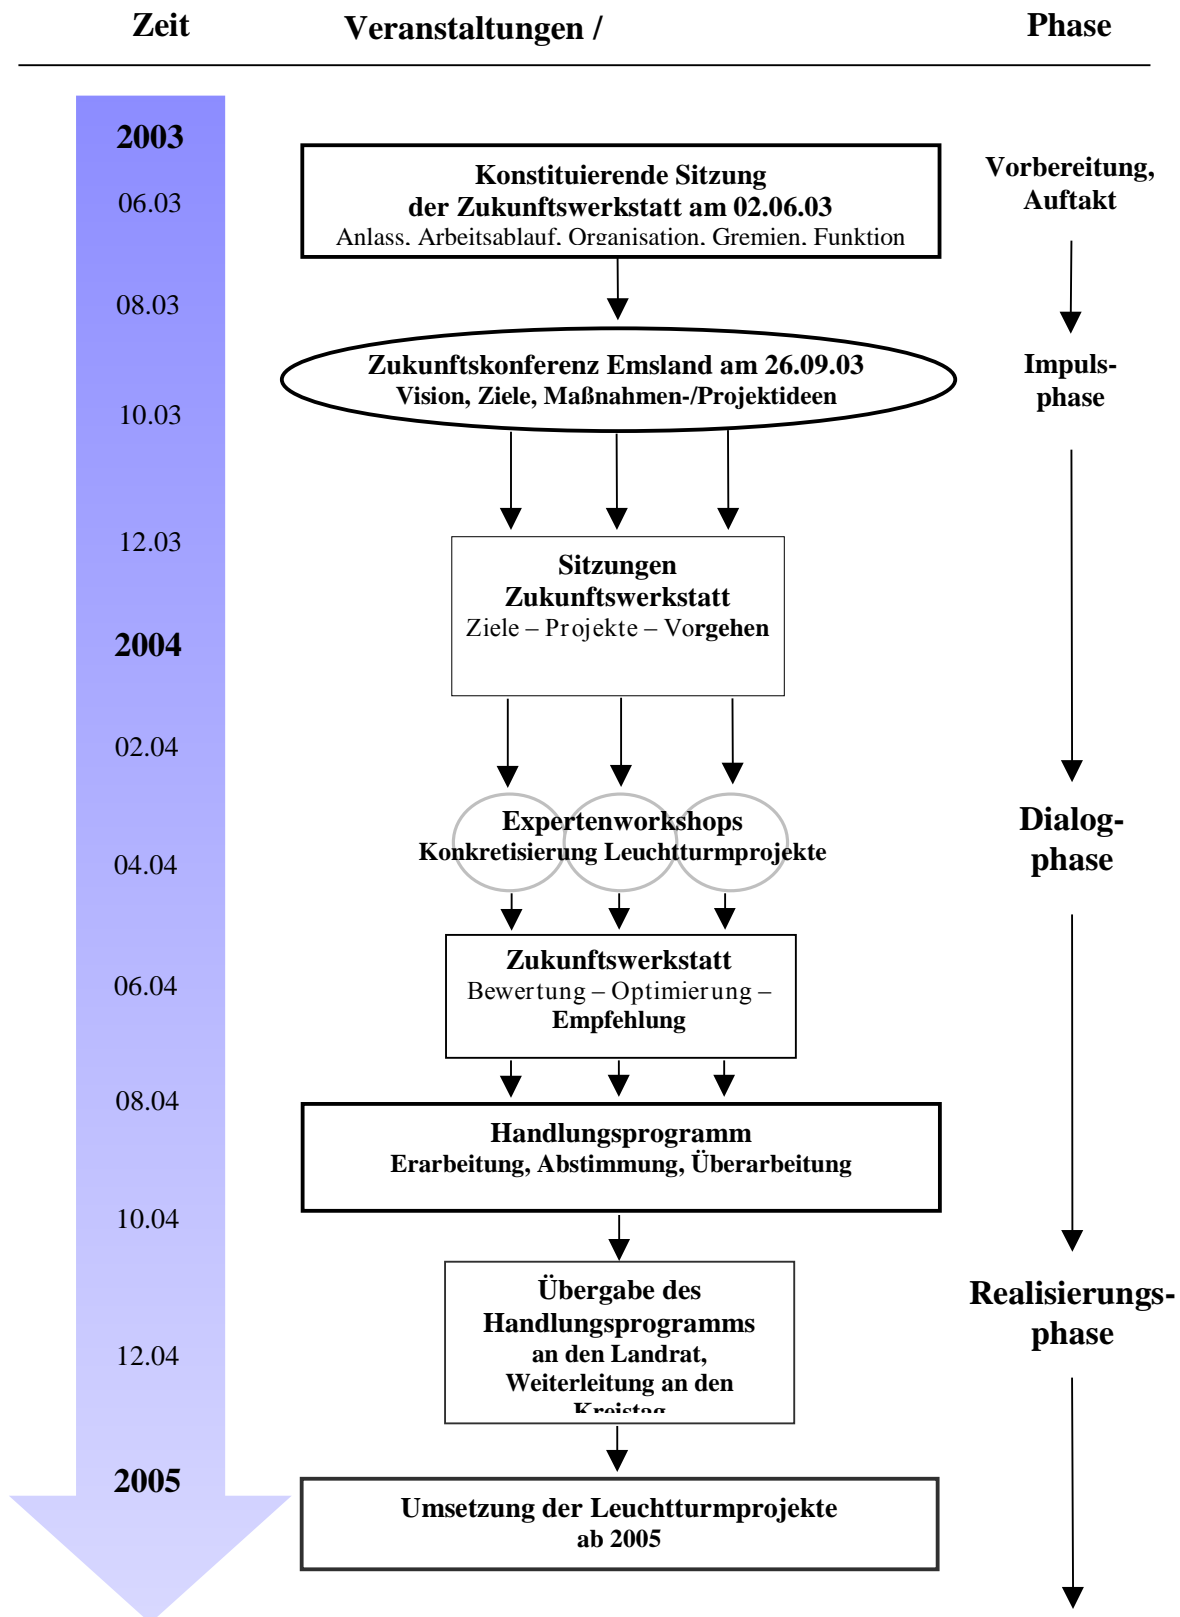 Zeit Veranstaltungen / Phase
2003
06.03
Konstituierende Sitzung
der Zukunftswerkstatt am 02.06.03
Anlass, Arbeitsablauf, Organisation, Gremien, Funktion
Vorbereitung,
Auftakt
08.03
Zukunftskonferenz Emsland am 26.09.03
Vision, Ziele, Maßnahmen-/Projektideen
Impuls-
phase
10.03
12.03
Sitzungen
Zukunftswerkstatt
Ziele – Projekte – Vorgehen
2004
02.04
Expertenworkshops
Konkretisierung Leuchtturmprojekte
Dialog-
phase
04.04
Zukunftswerkstatt
Bewertung – Optimierung –
Empfehlung
06.04
08.04
Handlungsprogramm
Erarbeitung, Abstimmung, Überarbeitung
10.04
Übergabe des
Handlungsprogramms
an den Landrat,
Weiterleitung an den
Kreistag
Realisierungs-
phase
12.04
2005
Umsetzung der Leuchtturmprojekte
ab 2005